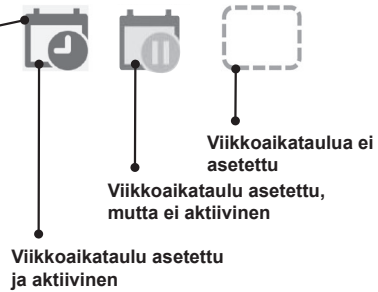 Viikkoaikataulua ei
asetettu
Viikkoaikataulu asetettu,
mutta ei aktiivinen
Viikkoaikataulu asetettu
ja aktiivinen